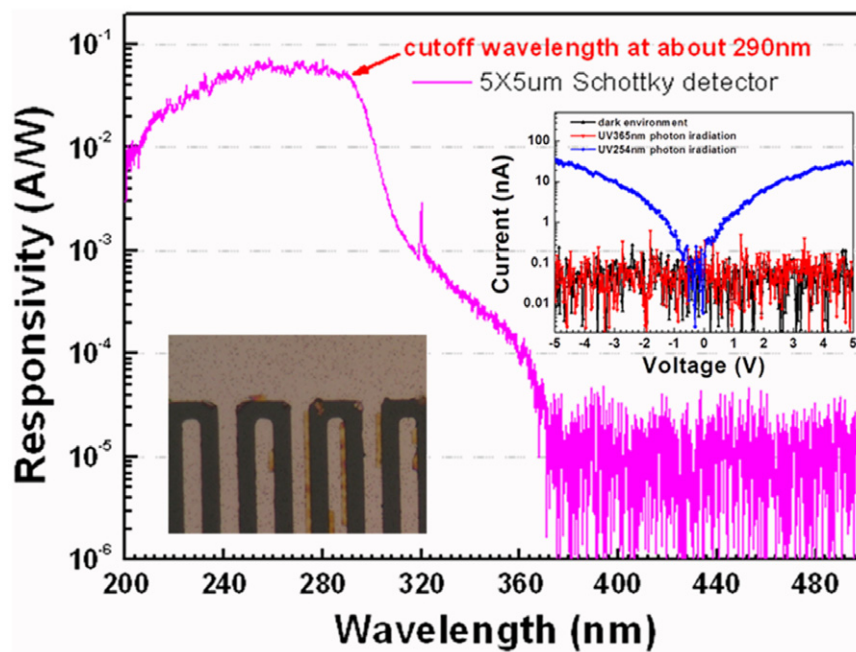 10⁻¹
cutoff wavelength at about 290nm
5X5um Schottky detector
10⁻²
10⁻³
10⁻⁴
10⁻⁵
10⁻⁶
Responsivity (A/W)
dark environment
UV365nm photon irradiation
UV254nm photon irradiation
100
10
1
0.1
0.01
Current (nA)
-5 -4 -3 -2 -1 0 1 2 3 4 5
Voltage (V)
200 240 280 320 360 400 440 480
Wavelength (nm)